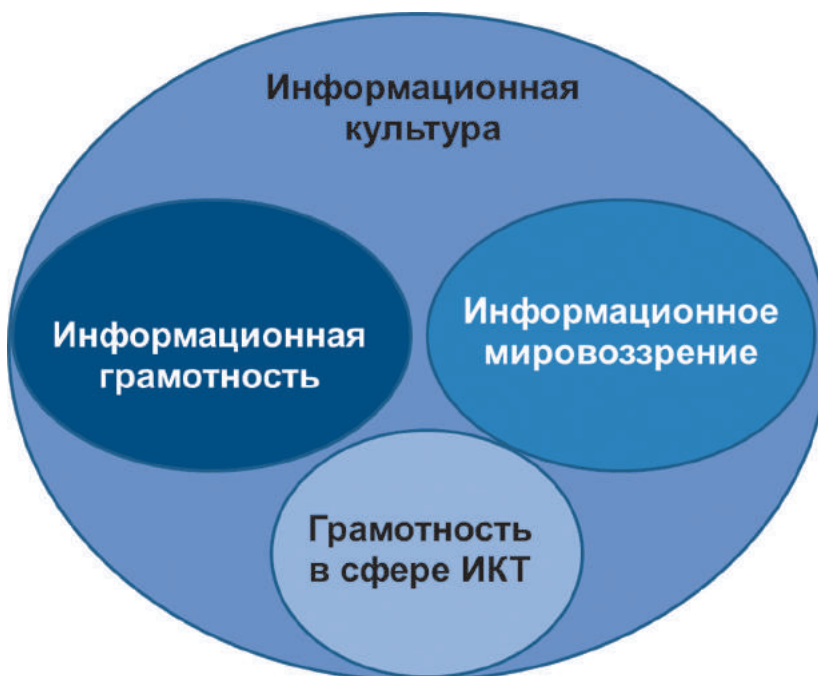 Информационная
культура
Информационная
грамотность
Информационное
мировоззрение
Грамотность
в сфере ИКТ